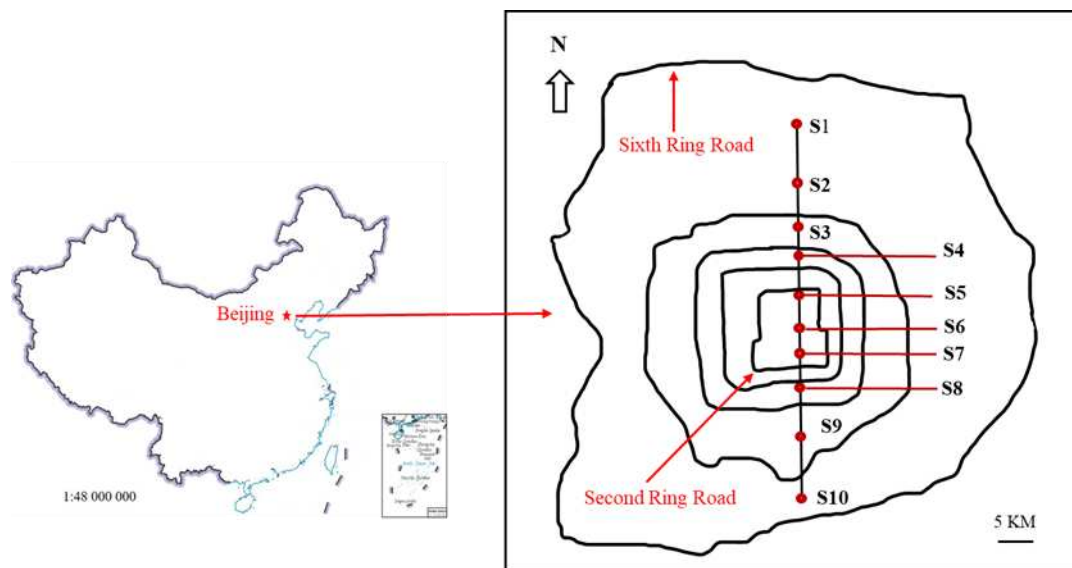 N
S1
Sixth Ring Road
S2
S3
S4
S5
Beijing
S6
S7
S8
S9
Second Ring Road
S10
1:48 000 000
5 KM